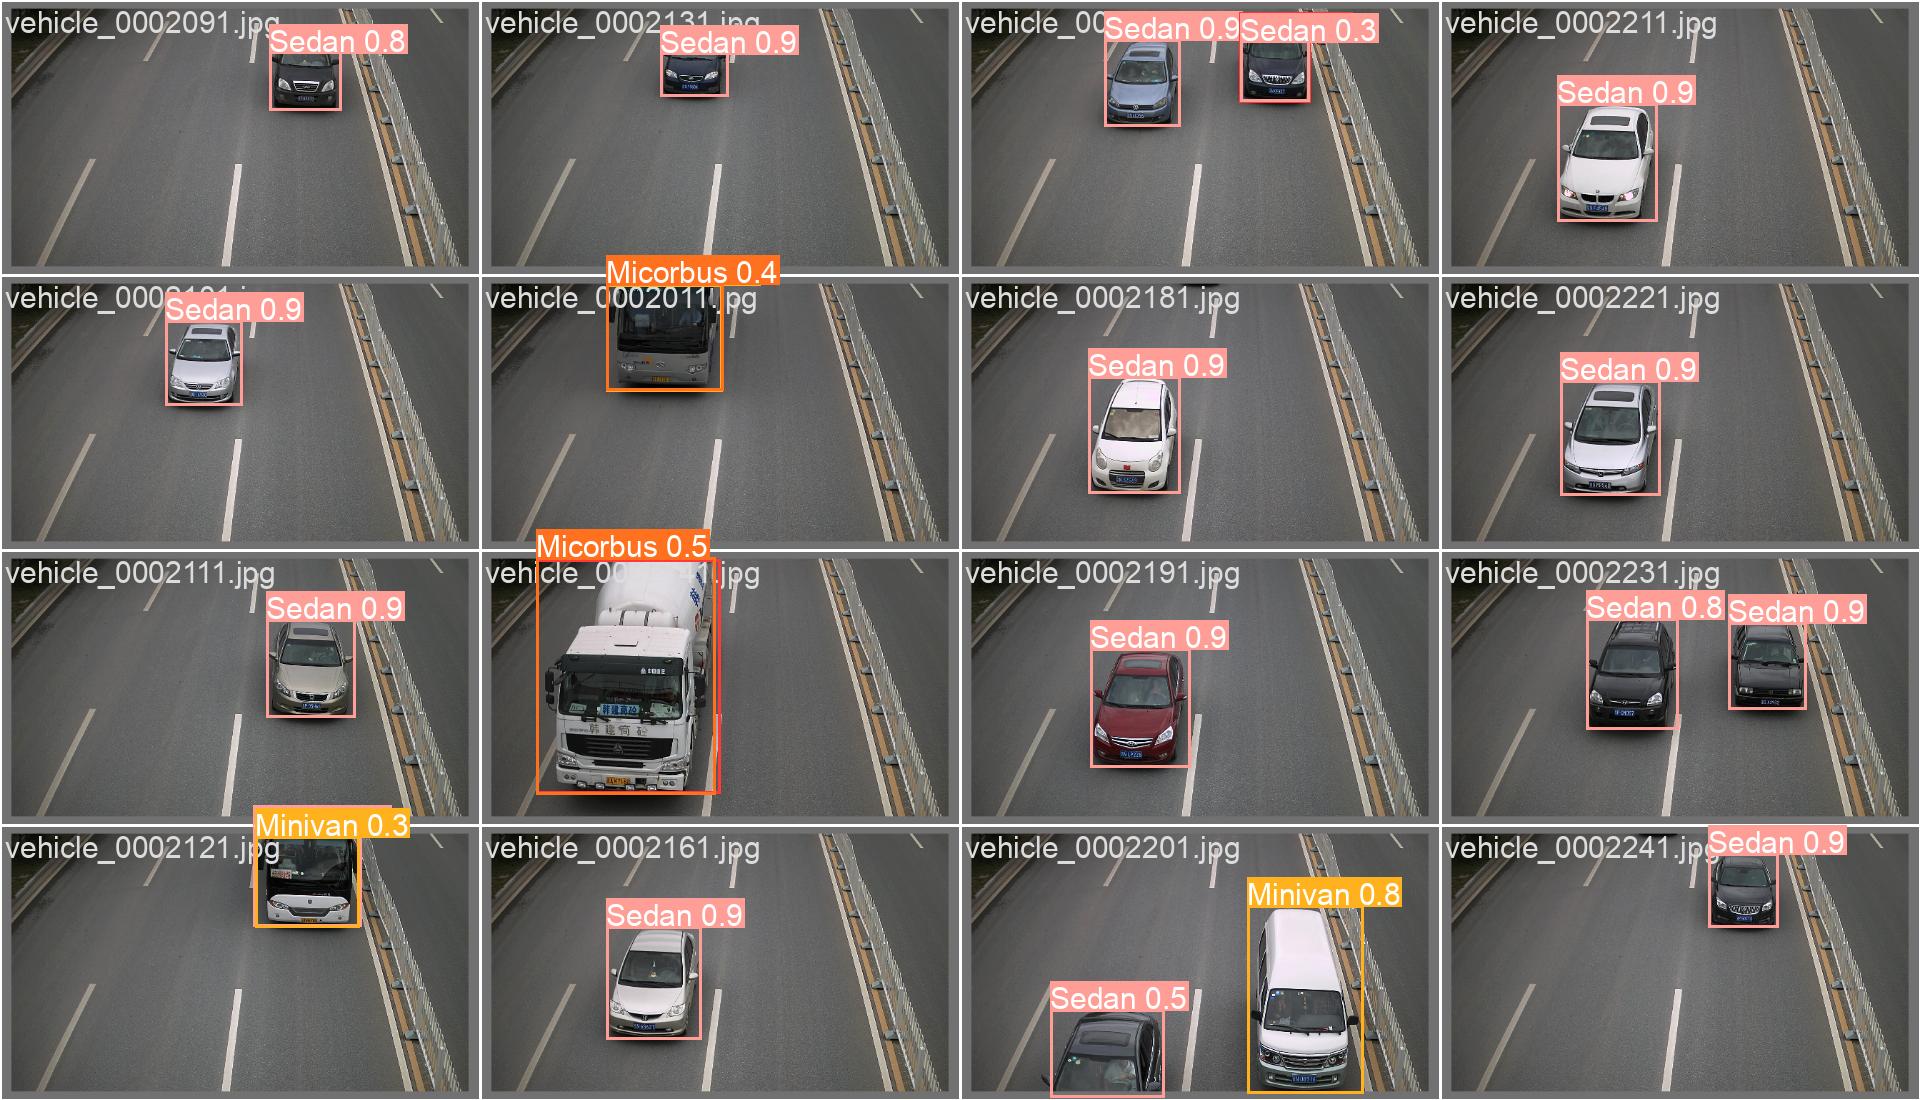 vehicle_0002091.jpg
Sedan 0.8
vehicle_0002131.jpg
Sedan 0.9
Sedan 0.9
Sedan 0.3
vehicle_0002211.jpg
Sedan 0.9
Sedan 0.9
Micorbus 0.4
vehicle_0002011.jpg
vehicle_0002181.jpg
Sedan 0.9
vehicle_0002221.jpg
Sedan 0.9
vehicle_0002111.jpg
Sedan 0.9
Micorbus 0.5
vehicle_0002191.jpg
Sedan 0.9
vehicle_0002231.jpg
Sedan 0.8
Sedan 0.9
Minivan 0.3
vehicle_0002121.jpg
vehicle_0002161.jpg
Sedan 0.9
vehicle_0002201.jpg
Minivan 0.8
Sedan 0.5
vehicle_0002241.jpg
Sedan 0.9